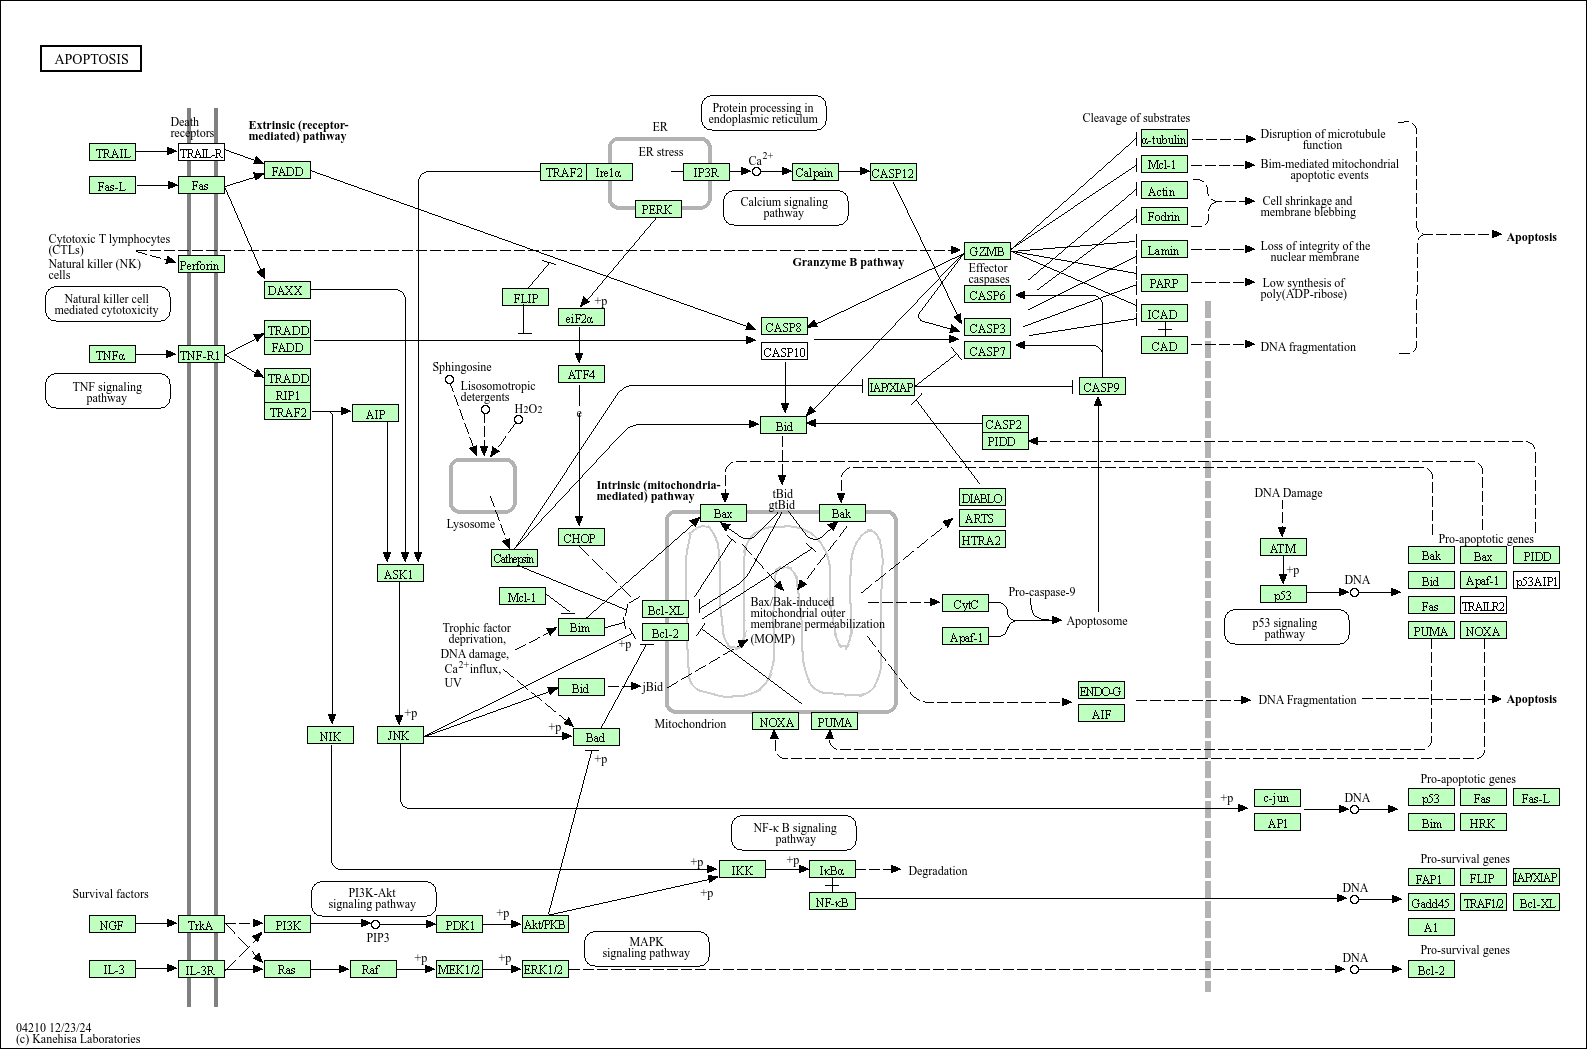 APOPTOSIS
Death
receptors
Extrinsic (receptor-
mediated) pathway
TRAIL
TRAIL-R
FADD
Fas-L
Fas
Cytotoxic T lymphocytes
(CTLs)
Natural killer (NK)
cells
Perforin
DAXX
Natural killer cell
mediated cytotoxicity
TRADD
FADD
TNFα
TNF-R1
TRADD
RIP1
TRAF2
TNF signaling
pathway
AIP
ER
ER stress
TRAF2
Ire1α
IP3R
PERK
Protein processing in
endoplasmic reticulum
Ca2+
Calpain
CASP12
Calcium signaling
pathway
Granzyme B pathway
GZMB
Effector
caspases
CASP6
CASP3
CASP7
FLIP
+p
eiF2α
ATF4
e
CASP8
CASP10
Sphingosine
Lisosomotropic
detergents
H2O2
Lysosome
IAP/XIAP
CASP9
Bid
CASP2
PIDD
Intrinsic (mitochondria-
mediated) pathway
tBid
gtBid
Bax
Bak
DIABLO
ARTS
HTRA2
CHOP
Cathepsin
ASK1
Mcl-1
Bim
Bcl-XL
Bcl-2
+p
Bax/Bak-induced
mitochondrial outer
membrane permeabilization
(MOMP)
CytC
Apaf-1
Pro-caspase-9
Apoptosome
Trophic factor
deprivation,
DNA damage,
Ca2+influx,
UV
Bid
jBid
Mitochondrion
NOXA
PUMA
ENDO-G
AIF
DNA Fragmentation
Apoptosis
NIK
+p
JNK
+p
Bad
+p
Cleavage of substrates
α-tubulin
Disruption of microtubule
function
Mcl-1
Bim-mediated mitochondrial
apoptotic events
Actin
Fodrin
Cell shrinkage and
membrane blebbing
Lamin
Loss of integrity of the
nuclear membrane
PARP
Low synthesis of
poly(ADP-ribose)
ICAD
CAD
DNA fragmentation
Apoptosis
DNA Damage
ATM
+p
p53
DNA
p53 signaling
pathway
Pro-apoptotic genes
Bak
Bax
PIDD
Bid
Apaf-1
p53AIP1
Fas
TRAILR2
PUMA
NOXA
+p
c-jun
AP1
DNA
Pro-apoptotic genes
p53
Fas
Fas-L
Bim
HRK
NF-κ B signaling
pathway
+p
IKK
+p
IκBα
Degradation
NF-κB
+p
DNA
Pro-survival genes
FAP1
FLIP
IAP/XIAP
Gadd45
TRAF1/2
Bcl-XL
A1
Survival factors
NGF
TrkA
PI3K
PI3K-Akt
signaling pathway
PIP3
PDK1
+p
Akt/PKB
MAPK
signaling pathway
IL-3
IL-3R
Ras
Raf
+p
MEK1/2
+p
ERK1/2
DNA
Pro-survival genes
Bcl-2
04210 12/23/24
(c) Kanehisa Laboratories